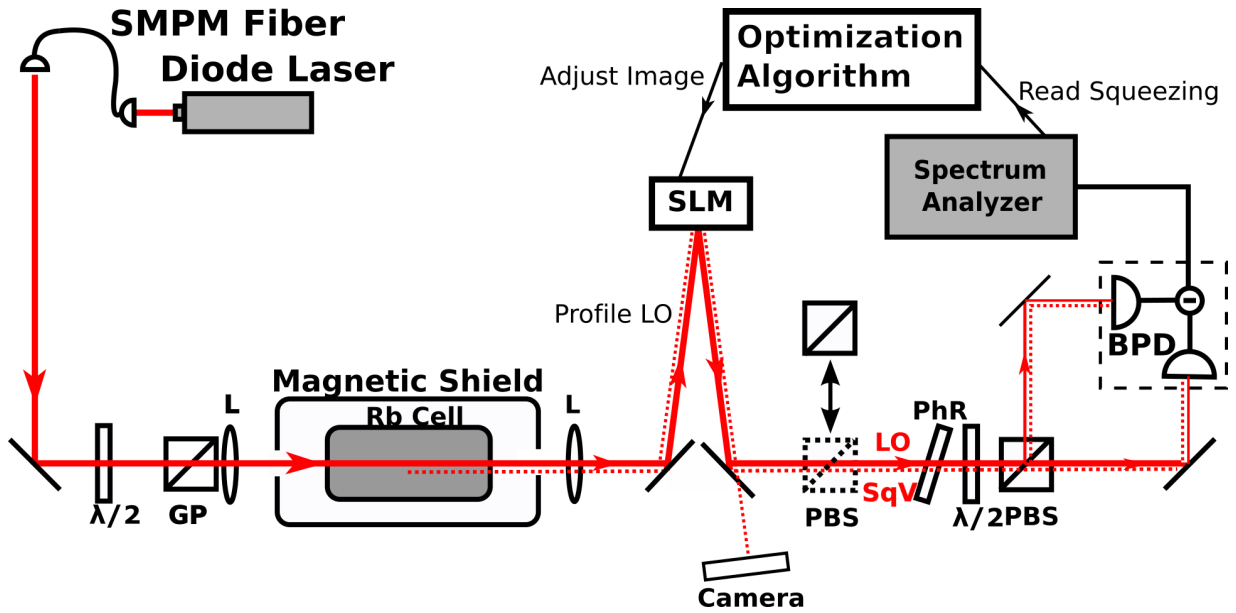 SMPM Fiber
Diode Laser
Optimization
Algorithm
Adjust Image
Read Squeezing
Spectrum
Analyzer
SLM
Profile LO
BPD
Magnetic Shield
Rb Cell
L
L
PhR
LO
SqV
λ/2
GP
PBS
λ/2
PBS
Camera